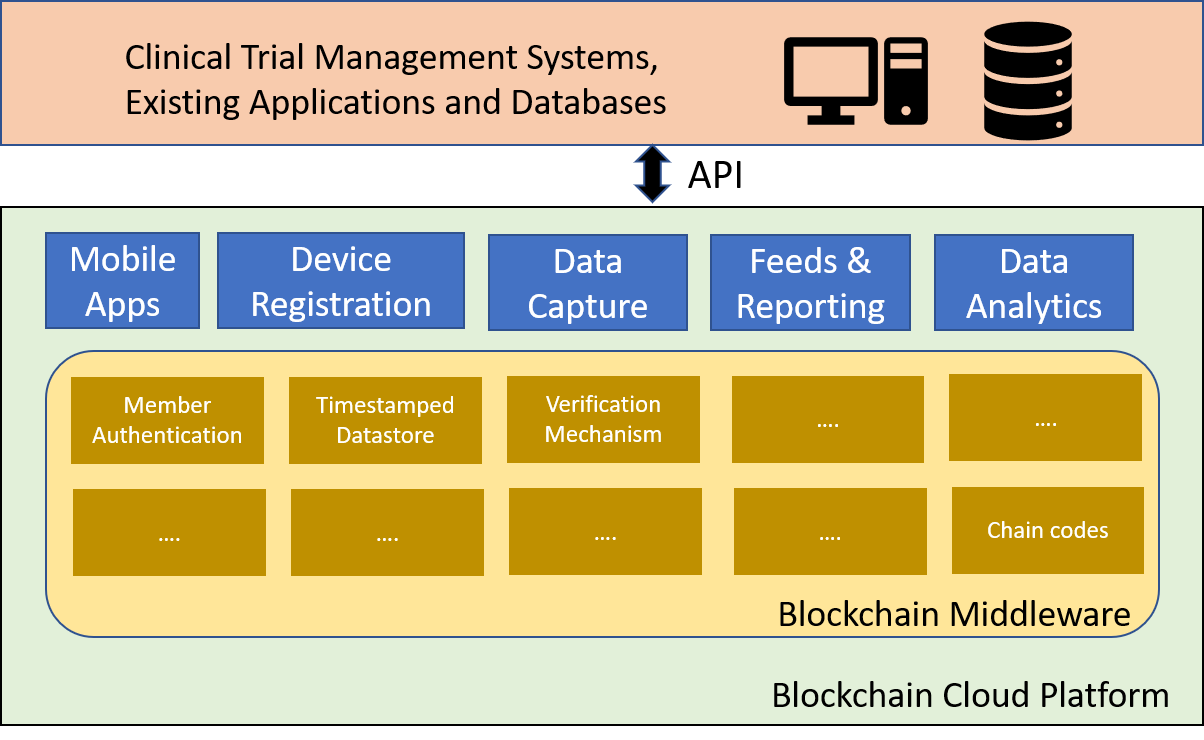 Clinical Trial Management Systems,
Existing Applications and Databases
API
Mobile
Apps
Device
Registration
Data
Capture
Feeds &
Reporting
Data
Analytics
Member
Authentication
Timestamped
Datastore
Verification
Mechanism
....
....
....
....
....
....
Chain codes
Blockchain Middleware
Blockchain Cloud Platform